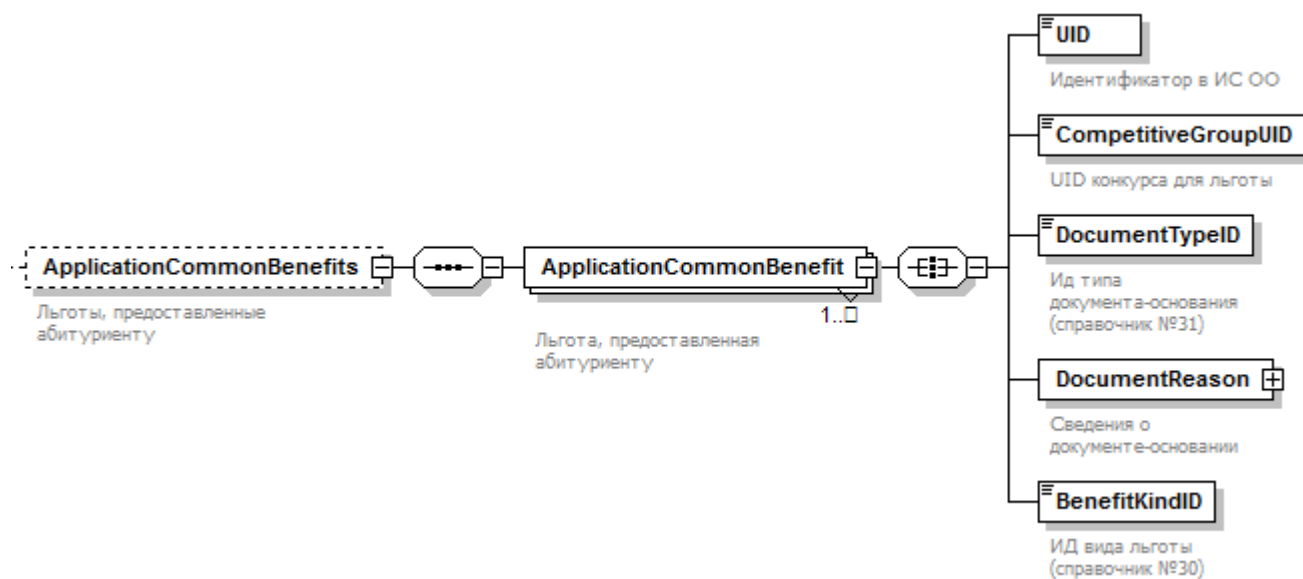 ApplicationCommonBenefits
Льготы, предоставленные
абитуриенту
ApplicationCommonBenefit
1..□
Льгота, предоставленная
абитуриенту
UID
Идентификатор в ИС ОО
CompetitiveGroupUID
UID конкурса для льготы
DocumentTypeID
Ид типа
документа-основания
(справочник №31)
DocumentReason
Сведения о
документе-основании
BenefitKindID
ИД вида льготы
(справочник №30)